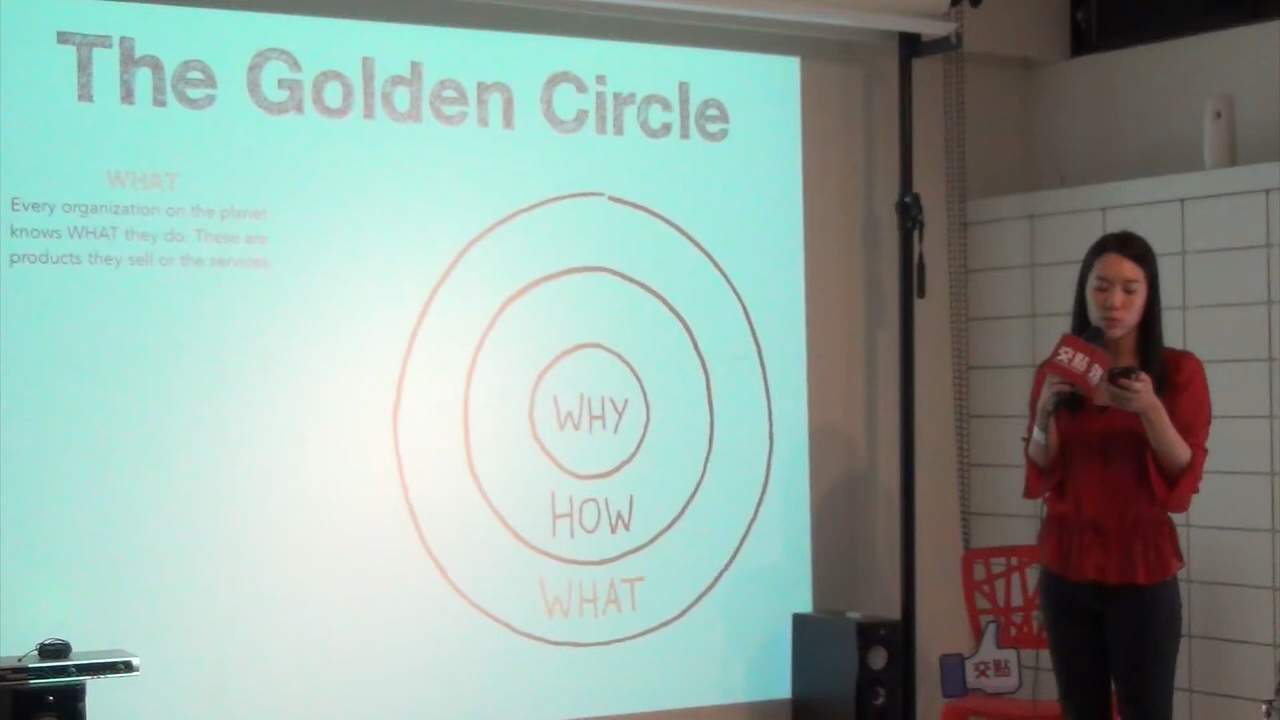 The Golden Circle
WHAT
Every organization on the planet
knows WHAT they do. These are
products they sell or the services
WHY
HOW
WHAT
交點
交點